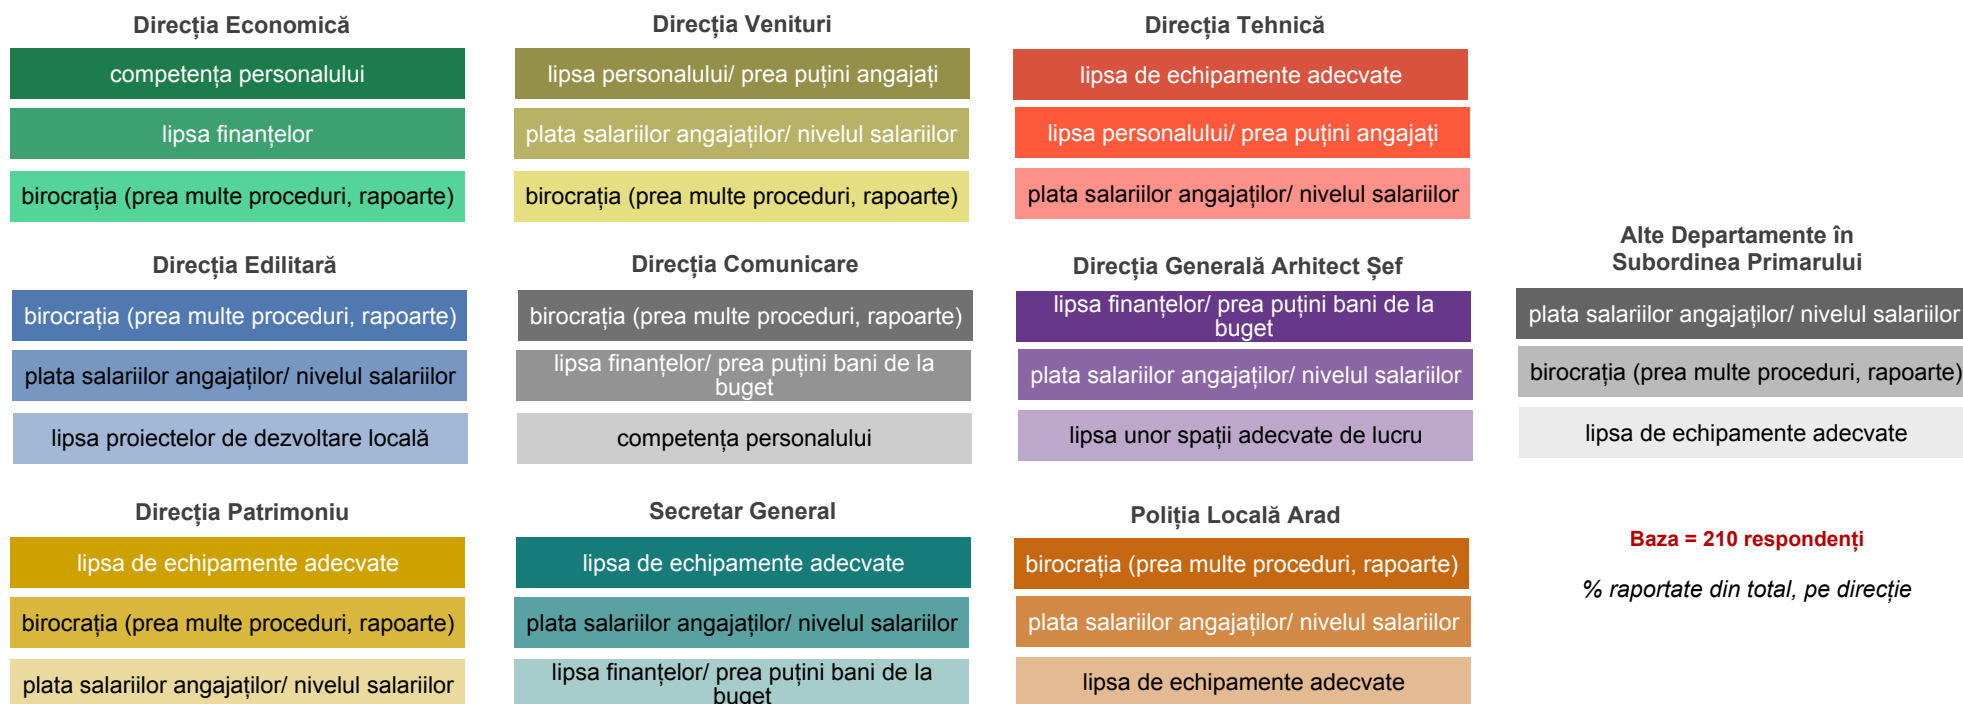 Direcția Economică
competența personalului
lipsa finanțelor
birocrația (prea multe proceduri, rapoarte)
Direcția Venituri
lipsa personalului/ prea puțini angajați
plata salariilor angajaților/ nivelul salariilor
birocrația (prea multe proceduri, rapoarte)
Direcția Tehnică
lipsa de echipamente adecvate
lipsa personalului/ prea puțini angajați
plata salariilor angajaților/ nivelul salariilor
Direcția Edilitară
birocrația (prea multe proceduri, rapoarte)
plata salariilor angajaților/ nivelul salariilor
lipsa proiectelor de dezvoltare locală
Direcția Comunicare
birocrația (prea multe proceduri, rapoarte)
lipsa finanțelor/ prea puțini bani de la
buget
competența personalului
Direcția Generală Arhitect Șef
lipsa finanțelor/ prea puțini bani de la
buget
plata salariilor angajaților/ nivelul salariilor
lipsa unor spații adecvate de lucru
Alte Departamente în
Subordinea Primarului
plata salariilor angajaților/ nivelul salariilor
birocrația (prea multe proceduri, rapoarte)
lipsa de echipamente adecvate
Direcția Patrimoniu
lipsa de echipamente adecvate
birocrația (prea multe proceduri, rapoarte)
plata salariilor angajaților/ nivelul salariilor
Secretar General
lipsa de echipamente adecvate
plata salariilor angajaților/ nivelul salariilor
lipsa finanțelor/ prea puțini bani de la
buget
Poliția Locală Arad
birocrația (prea multe proceduri, rapoarte)
plata salariilor angajaților/ nivelul salariilor
lipsa de echipamente adecvate
Baza = 210 respondenți
% raportate din total, pe direcție